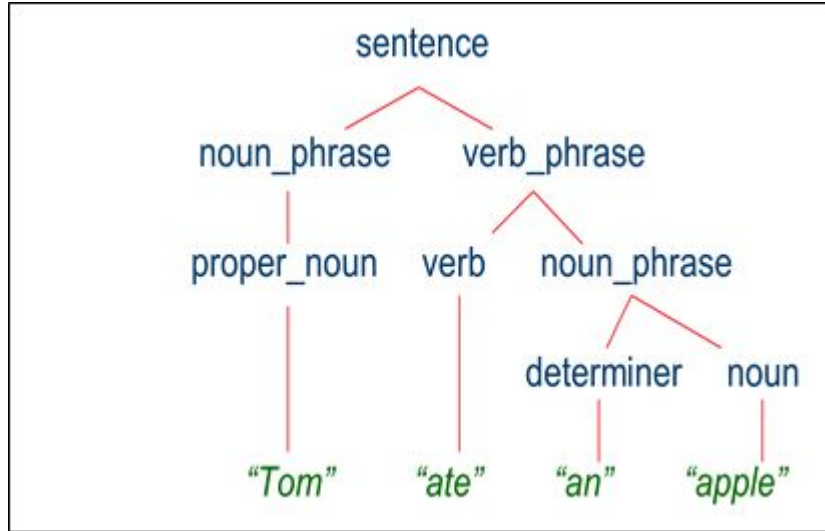 sentence
noun_phrase verb_phrase
proper_noun verb noun_phrase
determiner noun
“Tom” “ate” “an” “apple”